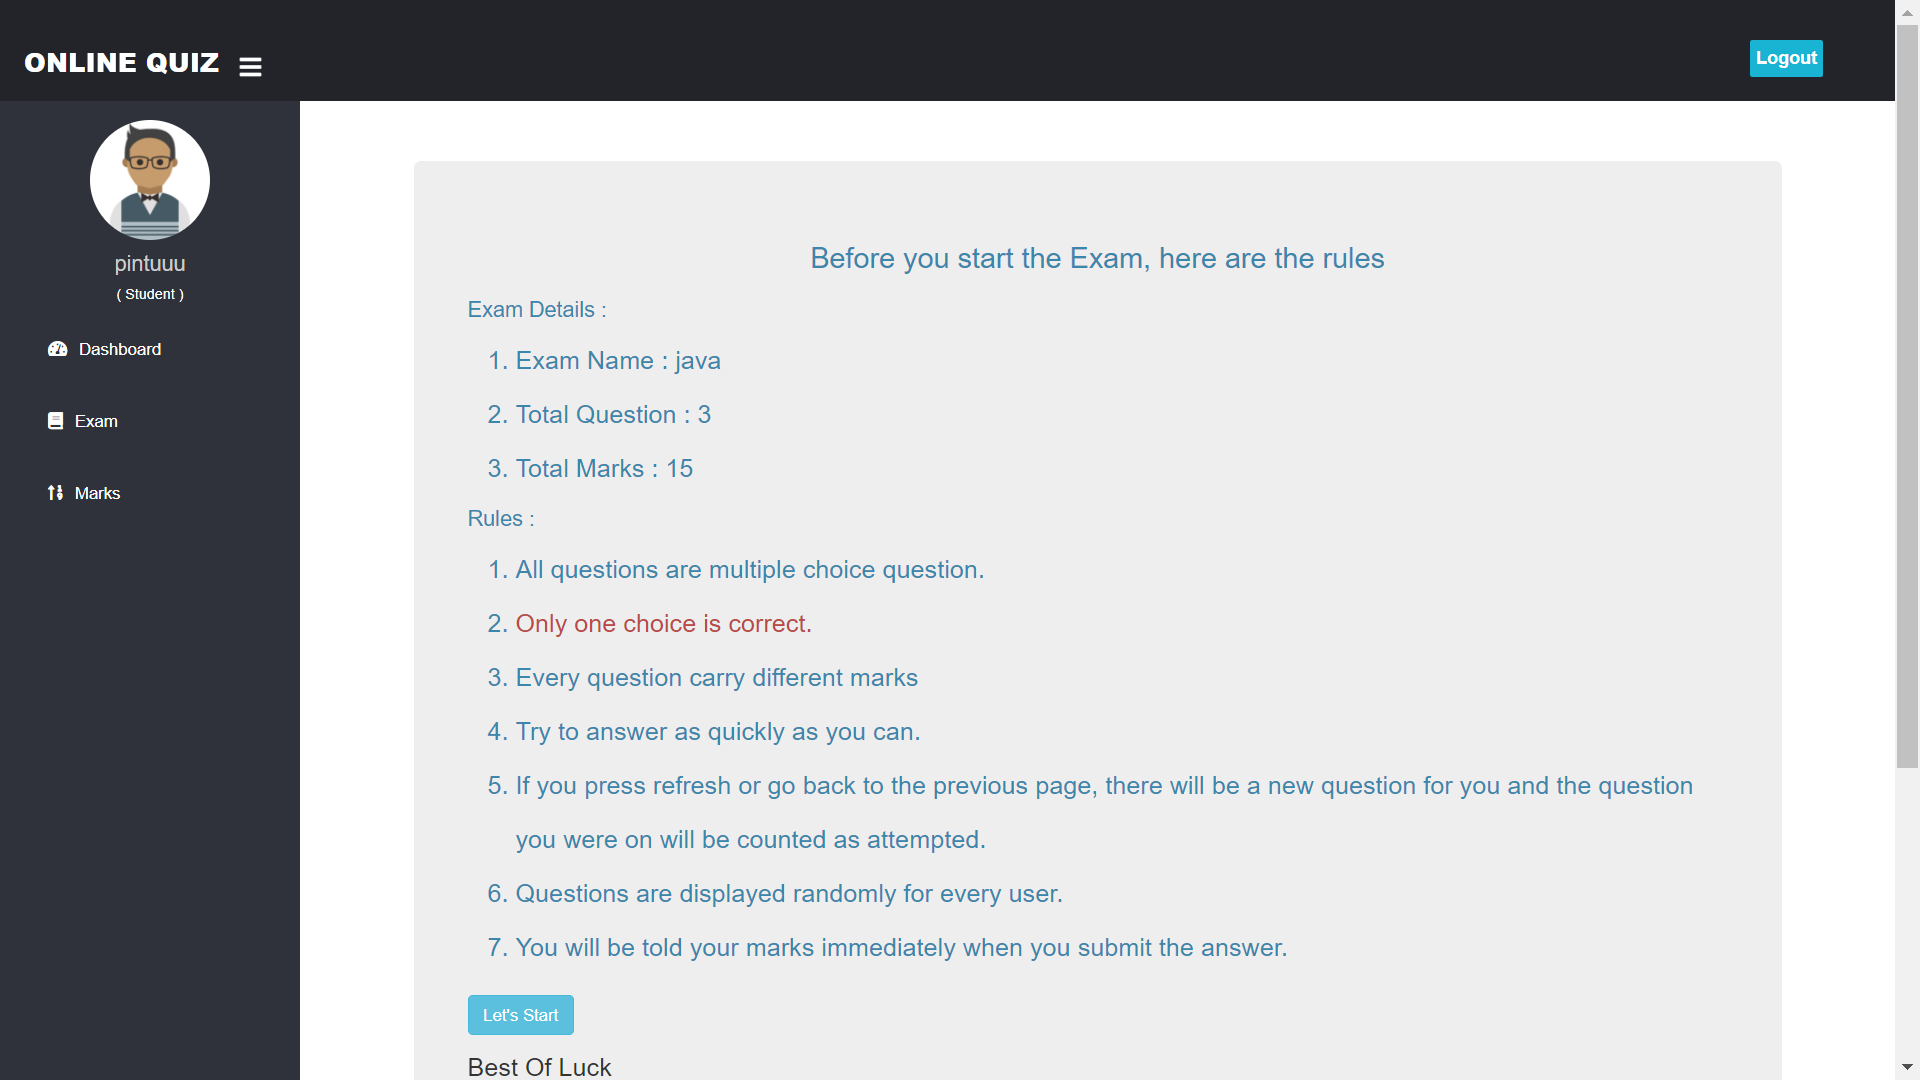 ONLINE QUIZ
Logout
pintuuu
( Student )
Dashboard
Exam
Marks
Before you start the Exam, here are the rules
Exam Details :
1. Exam Name : java
2. Total Question : 3
3. Total Marks : 15
Rules :
1. All questions are multiple choice question.
2. Only one choice is correct.
3. Every question carry different marks
4. Try to answer as quickly as you can.
5. If you press refresh or go back to the previous page, there will be a new question for you and the question
you were on will be counted as attempted.
6. Questions are displayed randomly for every user.
7. You will be told your marks immediately when you submit the answer.
Let's Start
Best Of Luck